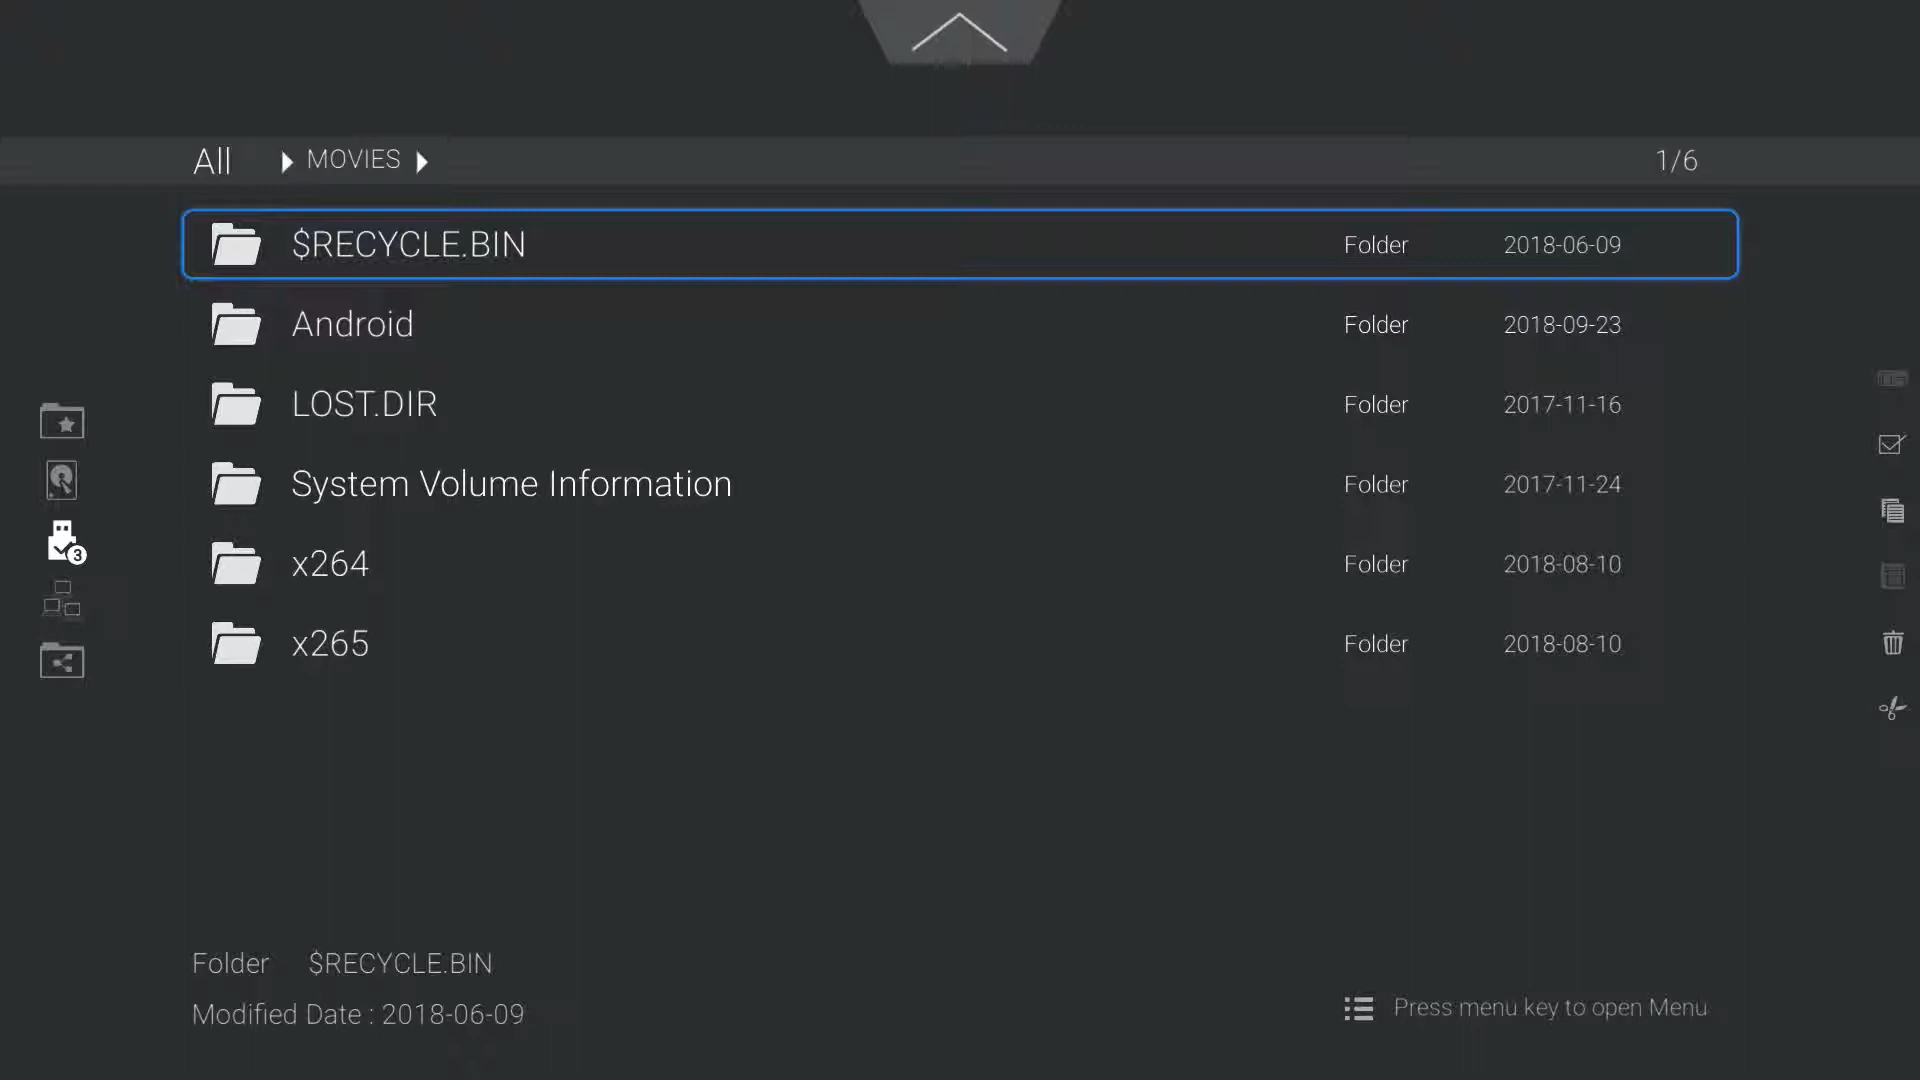 All MOVIES 1/6
$RECYCLE.BIN Folder 2018-06-09
Android Folder 2018-09-23
LOST.DIR Folder 2017-11-16
System Volume Information Folder 2017-11-24
x264 Folder 2018-08-10
x265 Folder 2018-08-10
3
Folder $RECYCLE.BIN
Modified Date : 2018-06-09
Press menu key to open Menu